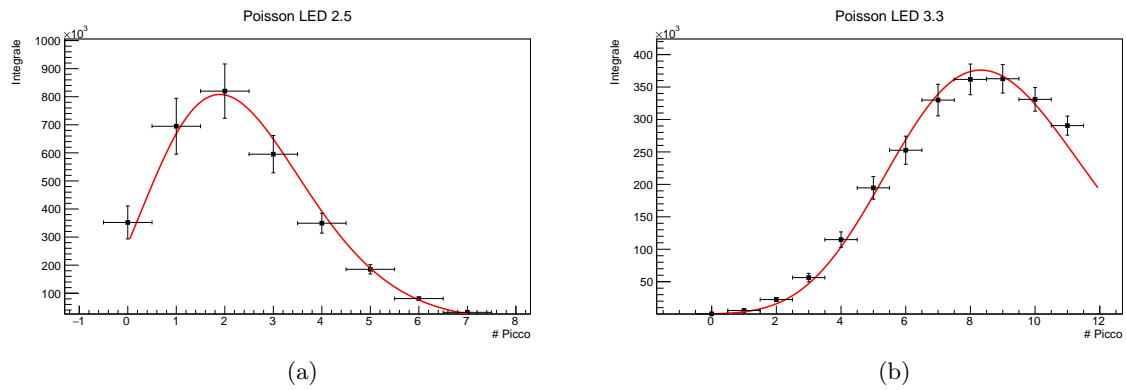 Poisson LED 2.5
×10³
Integrale
1000
900
800
700
600
500
400
300
200
100
−1 0 1 2 3 4 5 6 7 8
# Picco
(a)
Poisson LED 3.3
×10³
Integrale
400
350
300
250
200
150
100
50
0 2 4 6 8 10 12
# Picco
(b)